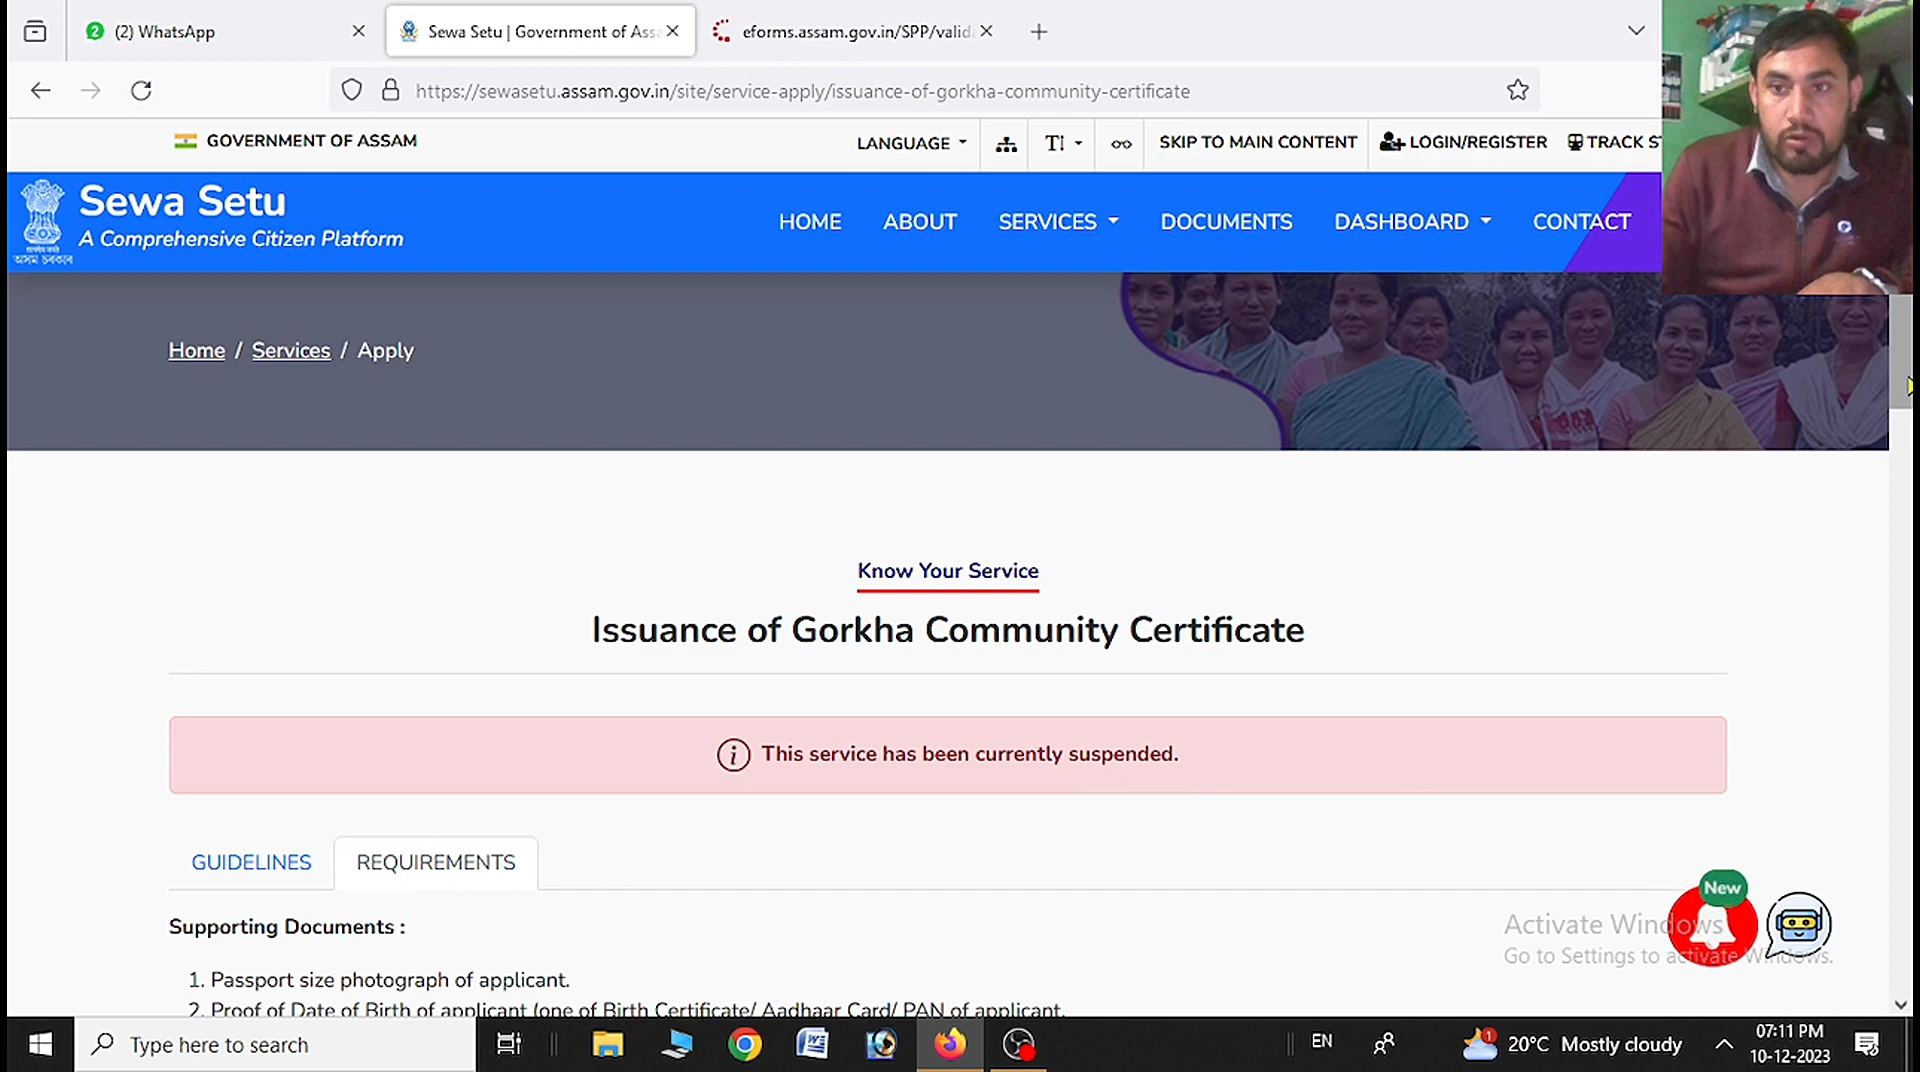 (2) WhatsApp
Sewa Setu | Government of Ass
eforms.assam.gov.in/SPP/valid
https://sewasetu.assam.gov.in/site/service-apply/issuance-of-gorkha-community-certificate
GOVERNMENT OF ASSAM
LANGUAGE
SKIP TO MAIN CONTENT
LOGIN/REGISTER
TRACK ST
Sewa Setu
A Comprehensive Citizen Platform
অসম চৰকাৰ
HOME
ABOUT
SERVICES
DOCUMENTS
DASHBOARD
CONTACT
Home / Services / Apply
Know Your Service
Issuance of Gorkha Community Certificate
This service has been currently suspended.
GUIDELINES
REQUIREMENTS
Supporting Documents :
1. Passport size photograph of applicant.
2. Proof of Date of Birth of applicant (one of Birth Certificate/ Aadhaar Card/ PAN of applicant.
New
Activate Windows
Go to Settings to activate Windows.
Type here to search
EN
1
20°C Mostly cloudy
07:11 PM
10-12-2023